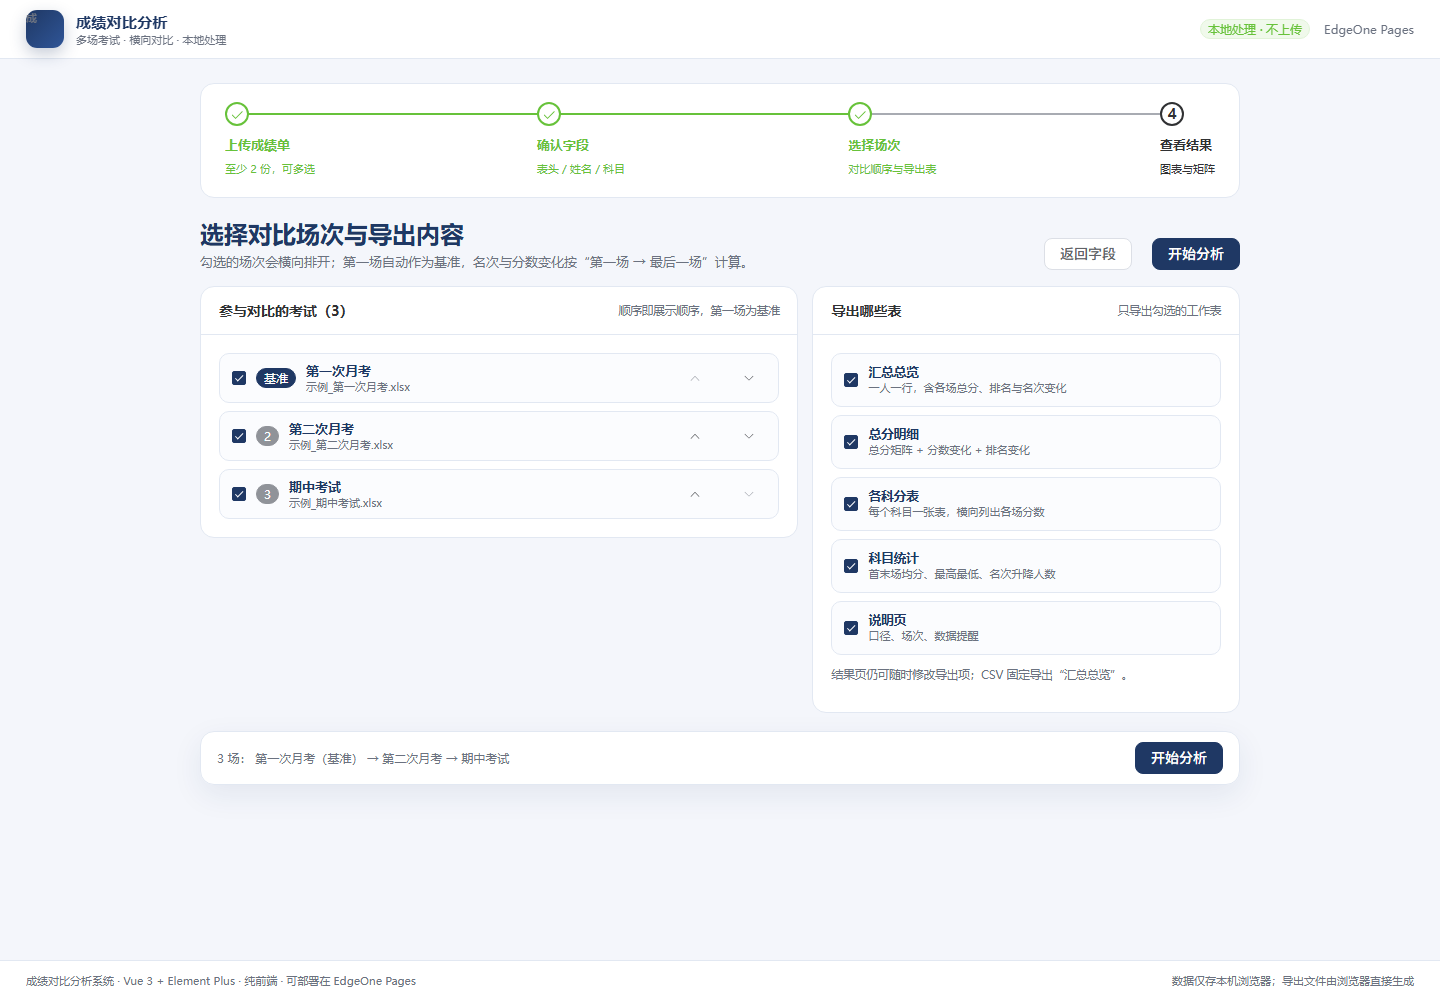 成
成绩对比分析
多场考试 · 横向对比 · 本地处理
本地处理 · 不上传
EdgeOne Pages
4
上传成绩单
至少 2 份，可多选
确认字段
表头 / 姓名 / 科目
选择场次
对比顺序与导出表
查看结果
图表与矩阵
选择对比场次与导出内容
勾选的场次会横向排开；第一场自动作为基准，名次与分数变化按“第一场 → 最后一场”计算。
返回字段
开始分析
参与对比的考试（3）
顺序即展示顺序，第一场为基准
基准
第一次月考
示例_第一次月考.xlsx
2
第二次月考
示例_第二次月考.xlsx
3
期中考试
示例_期中考试.xlsx
导出哪些表
只导出勾选的工作表
汇总总览
一人一行，含各场总分、排名与名次变化
总分明细
总分矩阵 + 分数变化 + 排名变化
各科分表
每个科目一张表，横向列出各场分数
科目统计
首末场均分、最高最低、名次升降人数
说明页
口径、场次、数据提醒
结果页仍可随时修改导出项；CSV 固定导出“汇总总览”。
3 场： 第一次月考（基准） → 第二次月考 → 期中考试
开始分析
成绩对比分析系统 · Vue 3 + Element Plus · 纯前端 · 可部署在 EdgeOne Pages
数据仅存本机浏览器；导出文件由浏览器直接生成